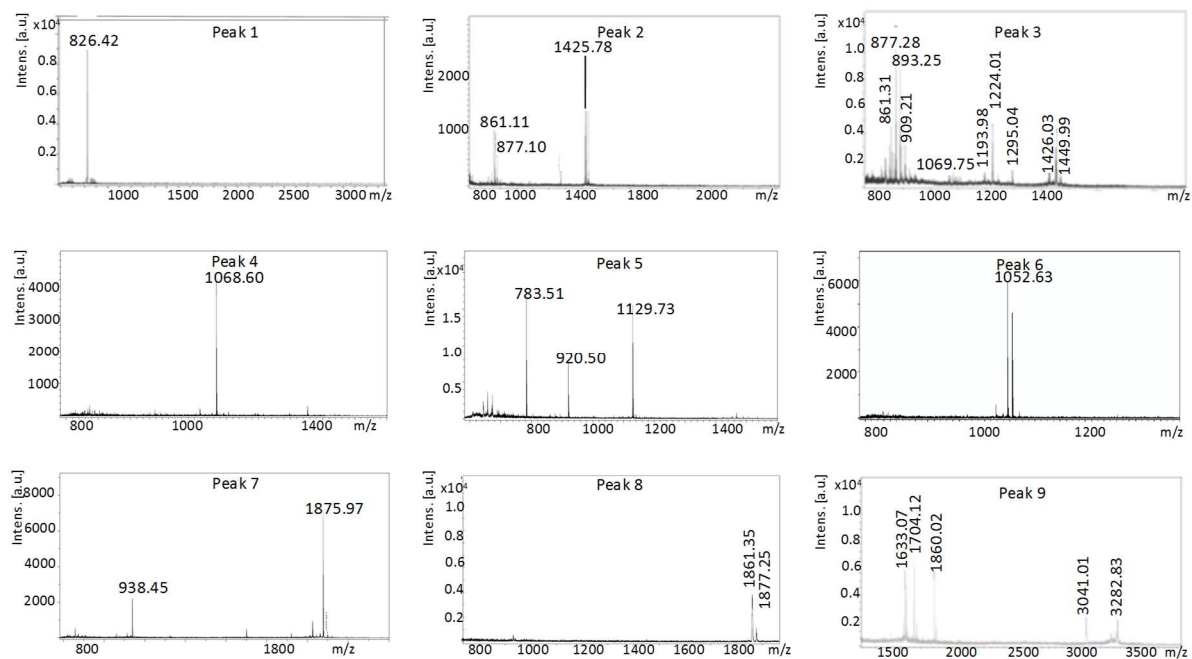 Peak 1
Intens. [a.u.]
x10⁴
826.42
0.8
0.6
0.4
0.2
1000 1500 2000 2500 3000 m/z
Peak 2
Intens. [a.u.]
1425.78
2000
861.11
1000
877.10
800 1000 1200 1400 1600 1800 2000 m/z
Peak 3
Intens. [a.u.]
x10⁴
877.28
1.0
893.25
0.8
861.31
909.21
1224.01
0.6
1193.98
1295.04
0.4
1426.03
1449.99
0.2
1069.75
800 1000 1200 1400 m/z
Peak 4
Intens. [a.u.]
1068.60
4000
3000
2000
1000
800 1000 1400 m/z
Peak 5
Intens. [a.u.]
x10⁴
783.51
1129.73
1.5
1.0
920.50
0.5
800 1000 1200 1400 m/z
Peak 6
Intens. [a.u.]
1052.63
6000
4000
2000
800 1000 1200 m/z
Peak 7
Intens. [a.u.]
8000
1875.97
6000
4000
938.45
2000
800 1800 m/z
Peak 8
Intens. [a.u.]
x10⁴
1.0
0.8
1861.35
1877.25
0.6
0.4
0.2
800 1000 1200 1400 1600 1800 m/z
Peak 9
Intens. [a.u.]
x10⁴
1.0
1633.07
1704.12
1860.02
0.8
0.6
0.4
3041.01
3282.83
0.2
1500 2000 2500 3000 3500 m/z